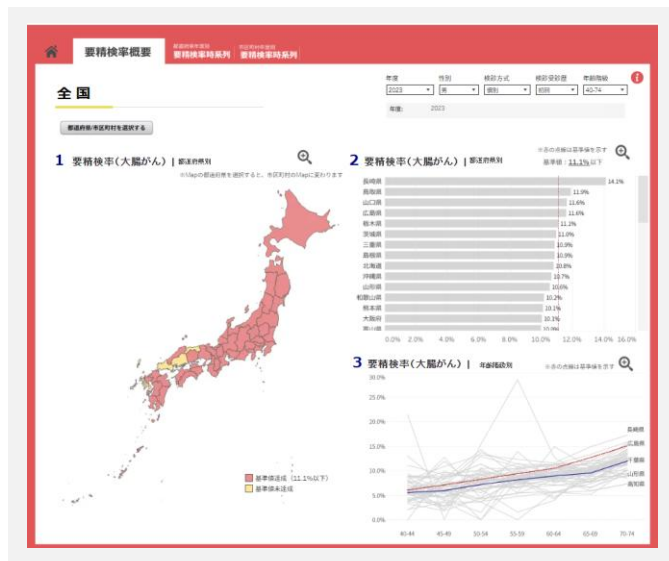 要精検率概要
都道府県年度別
要精検率時系列
市区町村年度別
要精検率時系列
全国
都道府県/市区町村を選択する
年度
性別
検診方式
検診受診歴
年齢階級
2023
男
個別
初回
40-74
年度:
2023
1 要精検率(大腸がん) | 都道府県別
※Mapの都道府県を選択すると、市区町村のMapに変わります
基準値達成(11.1%以下)
基準値未達成
2 要精検率(大腸がん) | 都道府県別
※赤の点線は基準値を示す
基準値:11.1%以下
長崎県 14.1%
鳥取県 11.9%
山口県 11.6%
広島県 11.6%
栃木県 11.2%
茨城県 11.0%
三重県 10.9%
島根県 10.9%
北海道 10.8%
沖縄県 10.7%
山形県 10.6%
和歌山県 10.2%
熊本県 10.1%
大阪府 10.1%
0.0% 2.0% 4.0% 6.0% 8.0% 10.0% 12.0% 14.0% 16.0%
3 要精検率(大腸がん) | 年齢階級別
※赤の点線は基準値を示す
30.0%
25.0%
20.0%
15.0%
10.0%
5.0%
0.0%
長崎県
広島県
千葉県
山形県
高知県
40-44 45-49 50-54 55-59 60-64 65-69 70-74